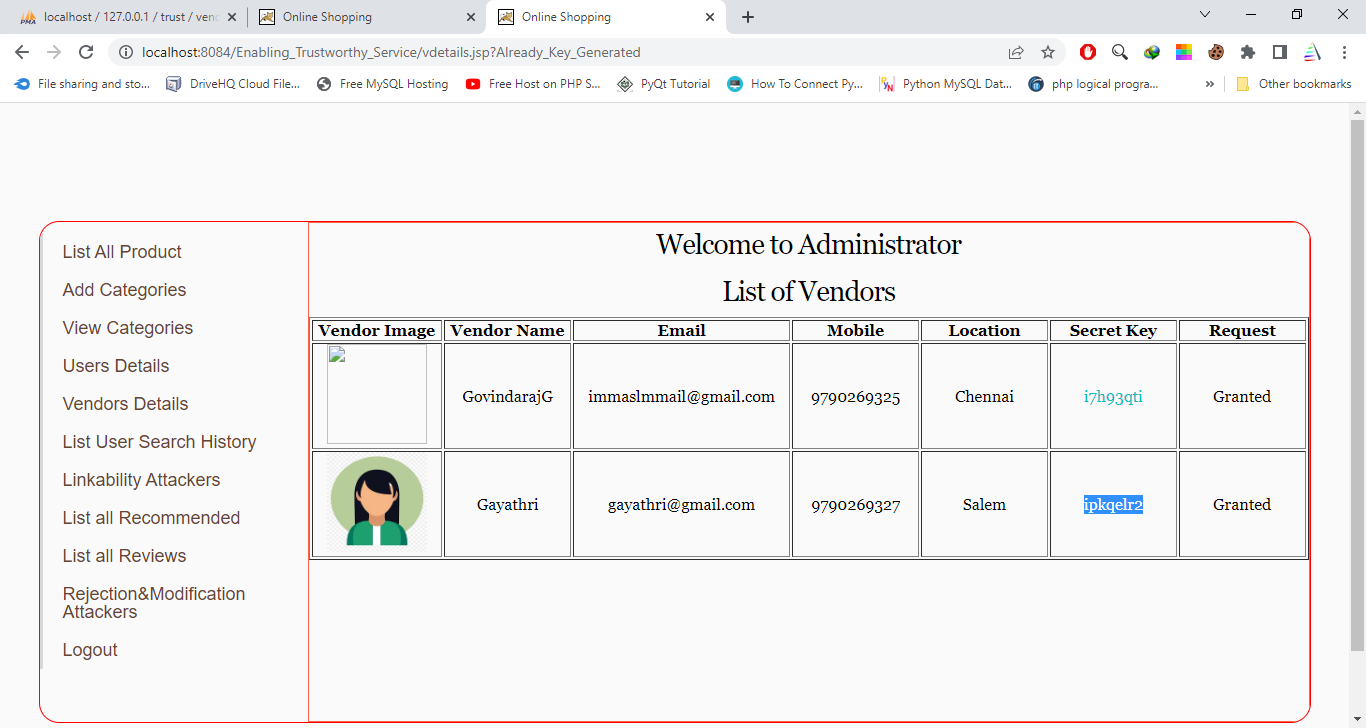 localhost / 127.0.0.1 / trust / vend
Online Shopping
Online Shopping
localhost:8084/Enabling_Trustworthy_Service/vdetails.jsp?Already_Key_Generated
File sharing and sto... DriveHQ Cloud File... Free MySQL Hosting Free Host on PHP S... PyQt Tutorial How To Connect Py... Python MySQL Dat... php logical progra... » Other bookmarks
List All Product
Add Categories
View Categories
Users Details
Vendors Details
List User Search History
Linkability Attackers
List all Recommended
List all Reviews
Rejection&Modification
Attackers
Logout
Welcome to Administrator
List of Vendors
Vendor Image Vendor Name Email Mobile Location Secret Key Request
GovindarajG immaslmmail@gmail.com 9790269325 Chennai i7h93qti Granted
Gayathri gayathri@gmail.com 9790269327 Salem ipkqelr2 Granted